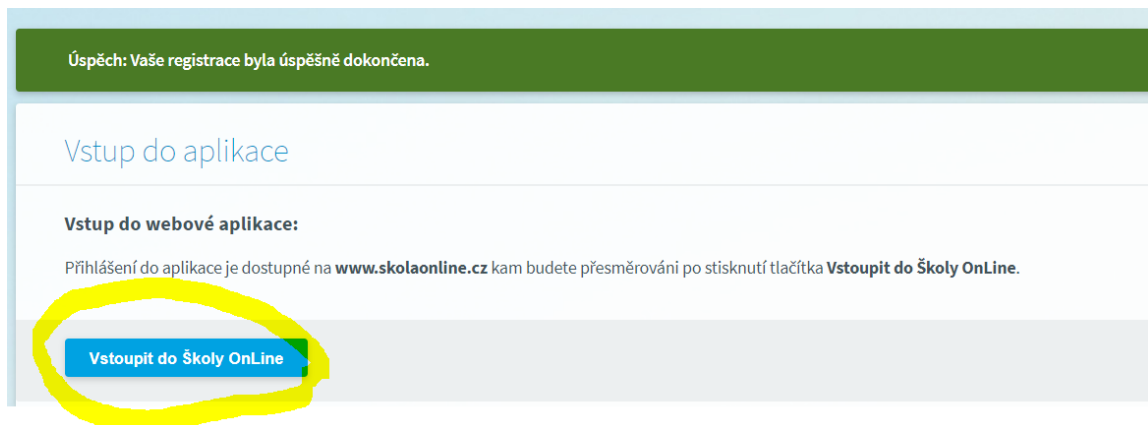 Úspěch: Vaše registrace byla úspěšně dokončena.
Vstup do aplikace
Vstup do webové aplikace:
Přihlášení do aplikace je dostupné na www.skolaonline.cz kam budete přesměrováni po stisknutí tlačítka Vstoupit do Školy OnLine.
Vstoupit do Školy OnLine